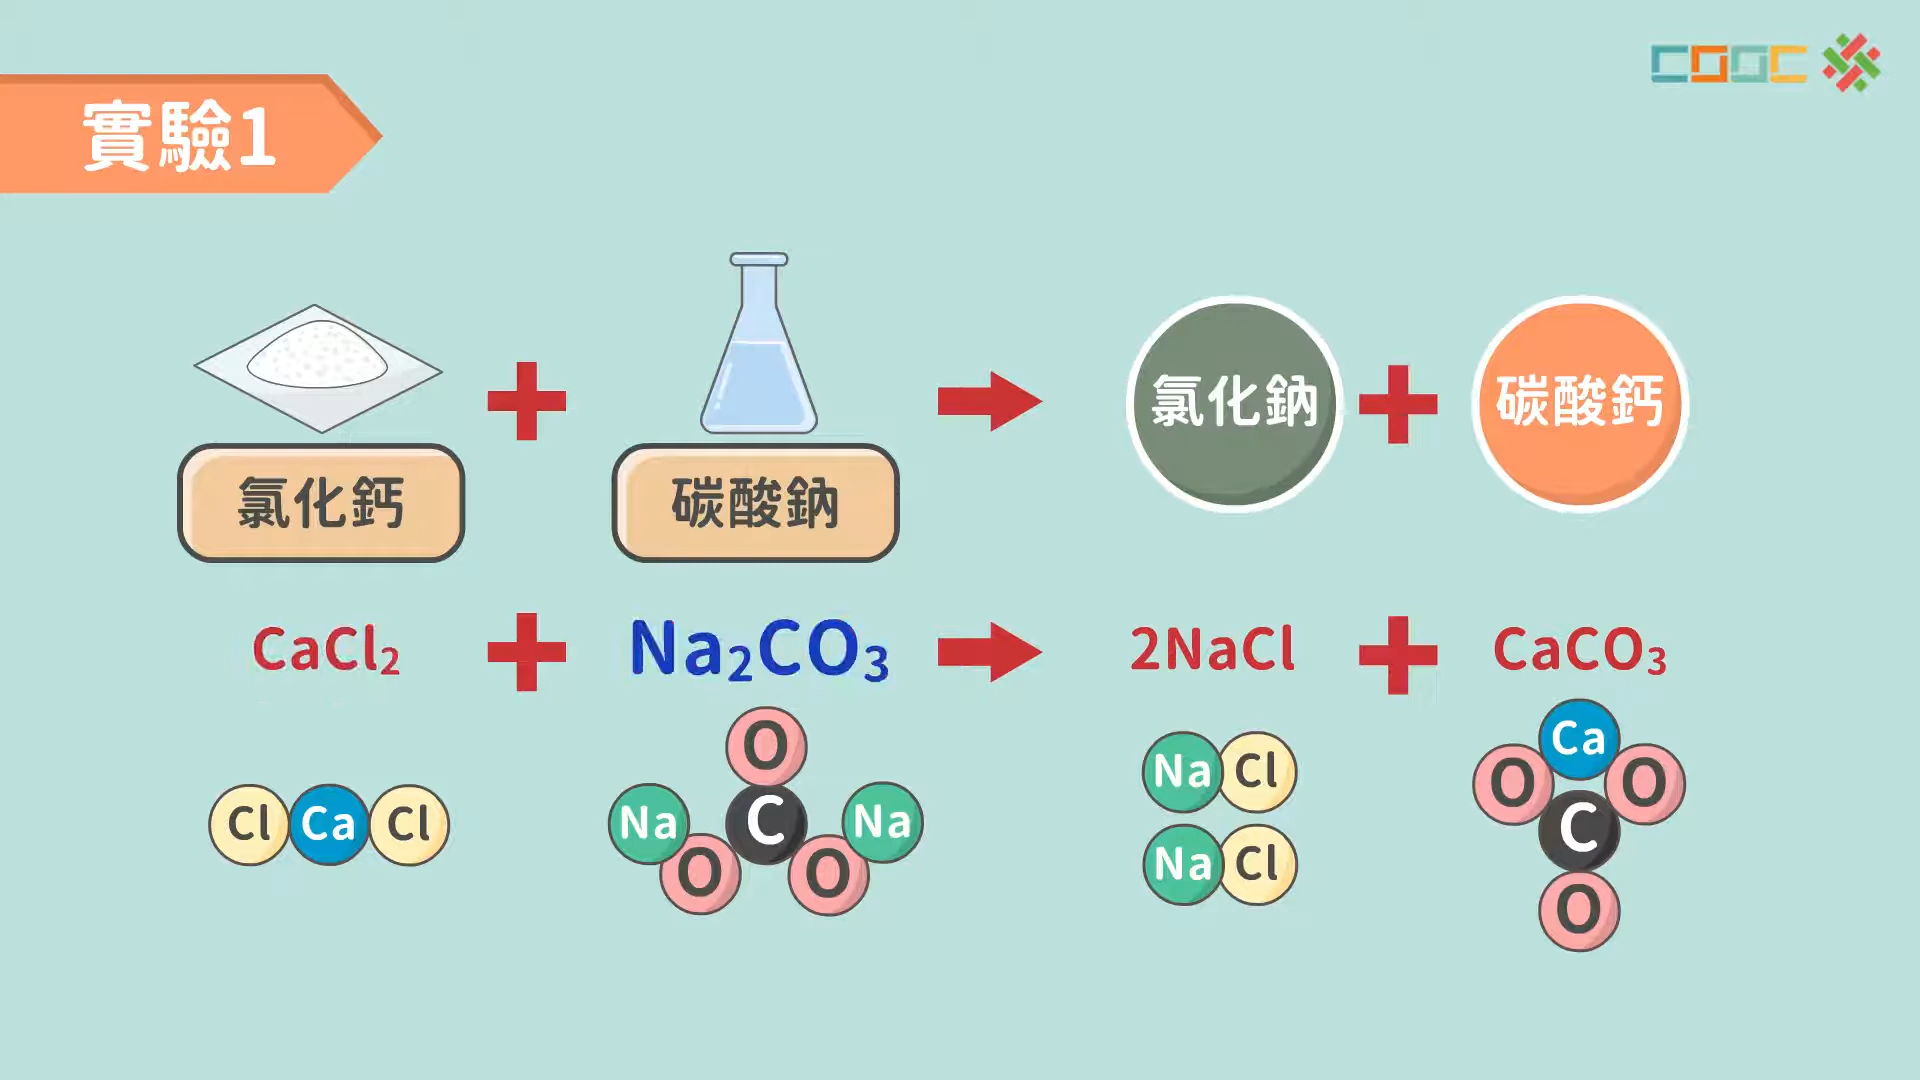 COOC
實驗1
氯化鈣
碳酸鈉
氯化鈉 + 碳酸鈣
CaCl₂ + Na₂CO₃ → 2NaCl + CaCO₃
Cl Ca Cl
O
Na C Na
O O
Na Cl
Na Cl
Ca
O O
C
O